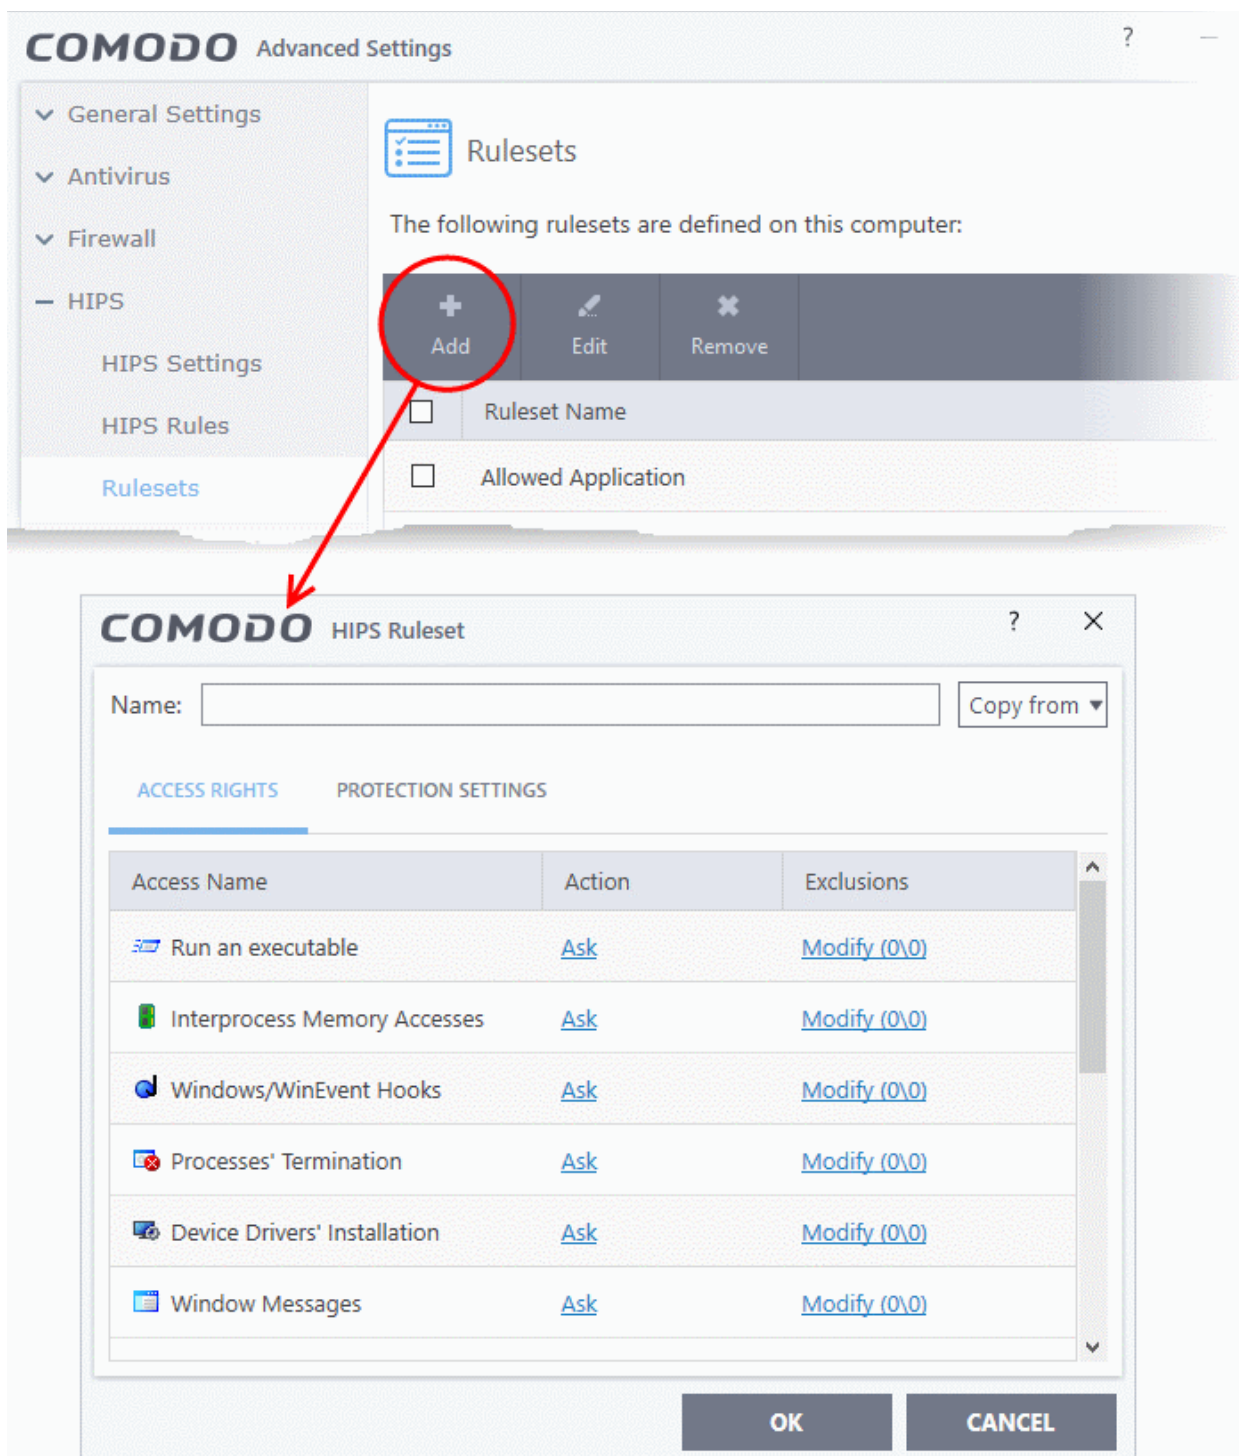 COMODO Advanced Settings ?
General Settings
Antivirus
Firewall
HIPS
HIPS Settings
HIPS Rules
Rulesets
Rulesets
The following rulesets are defined on this computer:
Add Edit Remove
Ruleset Name
Allowed Application
COMODO HIPS Ruleset ?
Name: Copy from
ACCESS RIGHTS PROTECTION SETTINGS
Access Name Action Exclusions
Run an executable Ask Modify (0\0)
Interprocess Memory Accesses Ask Modify (0\0)
Windows/WinEvent Hooks Ask Modify (0\0)
Processes' Termination Ask Modify (0\0)
Device Drivers' Installation Ask Modify (0\0)
Window Messages Ask Modify (0\0)
OK CANCEL